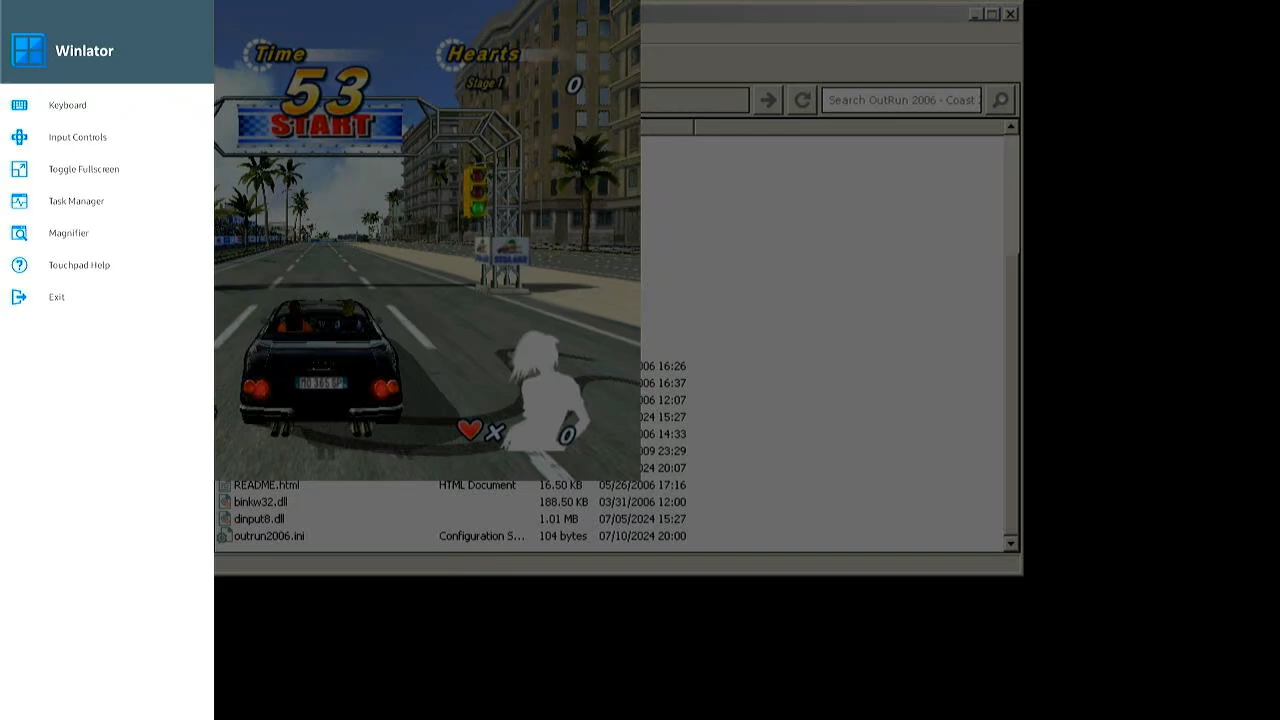 Winlator
Keyboard
Input Controls
Toggle Fullscreen
Task Manager
Magnifier
Touchpad Help
Exit
Time
53
Hearts
Stage 1
0
START
MO 365 GP
SEGA
X
0
Search OutRun 2006 - Coast
006 16:26
006 16:37
006 12:07
024 15:27
006 14:33
009 23:29
024 20:07
README.html HTML Document 16.50 KB 05/26/2006 17:16
binkw32.dll 188.50 KB 03/31/2006 12:00
dinput8.dll 1.01 MB 07/05/2024 15:27
outrun2006.ini Configuration S... 104 bytes 07/10/2024 20:00